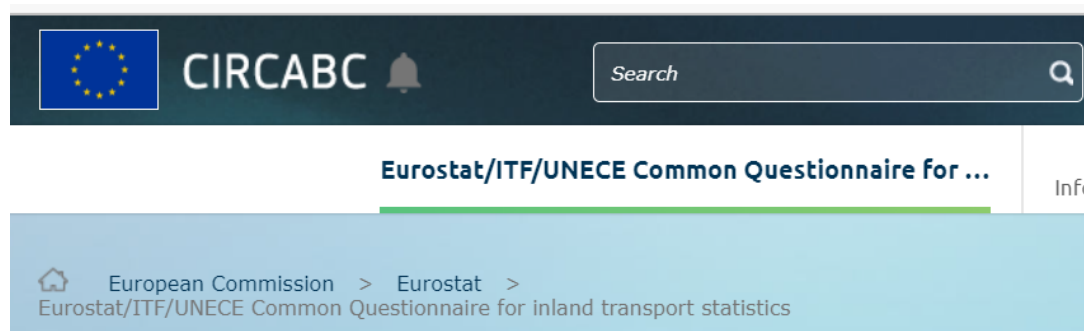 CIRCABC
Search
Eurostat/ITF/UNECE Common Questionnaire for ...
European Commission > Eurostat >
Eurostat/ITF/UNECE Common Questionnaire for inland transport statistics